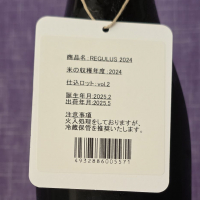 商品名:REGULUS 2024
米の収穫年度:2024
仕込ロット:vol.2
誕生年月:2025.2
出荷年月:2025.5
注意事項
火入処理をしておりますが、
冷蔵保管を推奨いたします。
4932886005571